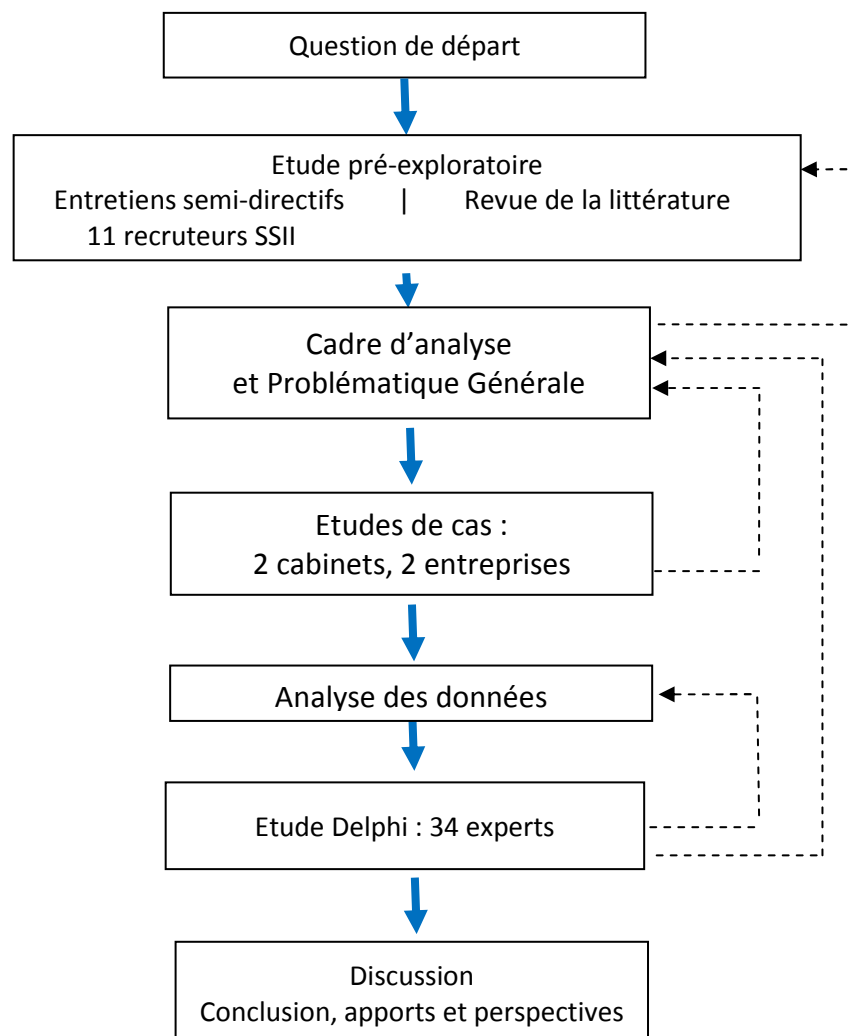 Question de départ
Etude pré-exploratoire
Entretiens semi-directifs | Revue de la littérature
11 recruteurs SSII
Cadre d’analyse
et Problématique Générale
Etudes de cas :
2 cabinets, 2 entreprises
Analyse des données
Etude Delphi : 34 experts
Discussion
Conclusion, apports et perspectives